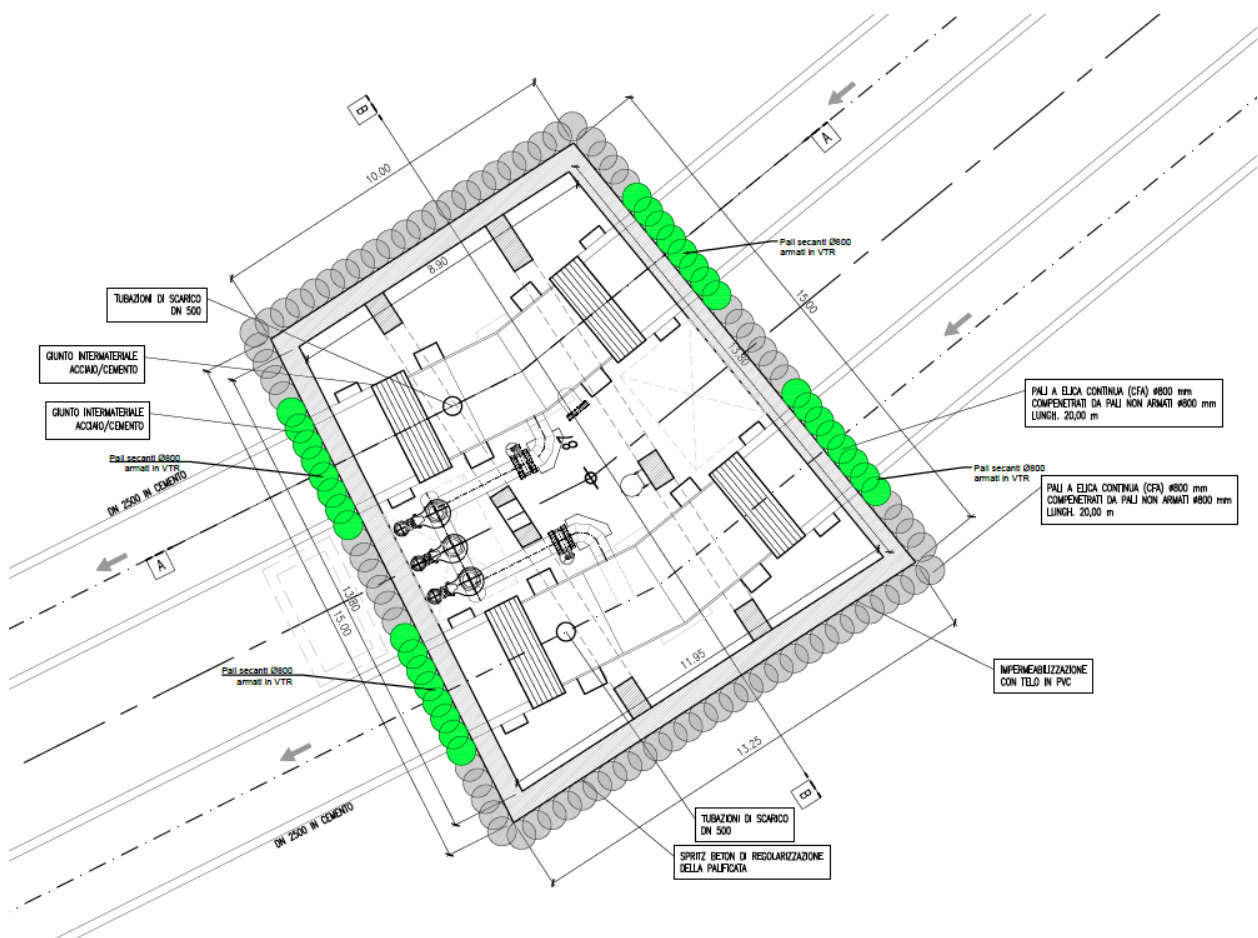 B
A
10.00
8.90
Pali secanti Ø800
armati in VTR
15.00
13.80
TUBAZIONI DI SCARICO
DN 500
GIUNTO INTERMATERIALE
ACCIAIO/CEMENTO
GIUNTO INTERMATERIALE
ACCIAIO/CEMENTO
Pali secanti Ø800
armati in VTR
DN 2500 IN CEMENTO
A
87
PALI A ELICA CONTINUA (CFA) ø800 mm
COMPENETRATI DA PALI NON ARMATI ø800 mm
LUNGH. 20,00 m
Pali secanti Ø800
armati in VTR
PALI A ELICA CONTINUA (CFA) ø800 mm
COMPENETRATI DA PALI NON ARMATI ø800 mm
LUNGH. 20,00 m
13.80
15.00
Pali secanti Ø800
armati in VTR
11.95
13.25
IMPERMEABILIZZAZIONE
CON TELO IN PVC
B
DN 2500 IN CEMENTO
TUBAZIONI DI SCARICO
DN 500
SPRITZ BETON DI REGOLARIZZAZIONE
DELLA PALIFICATA